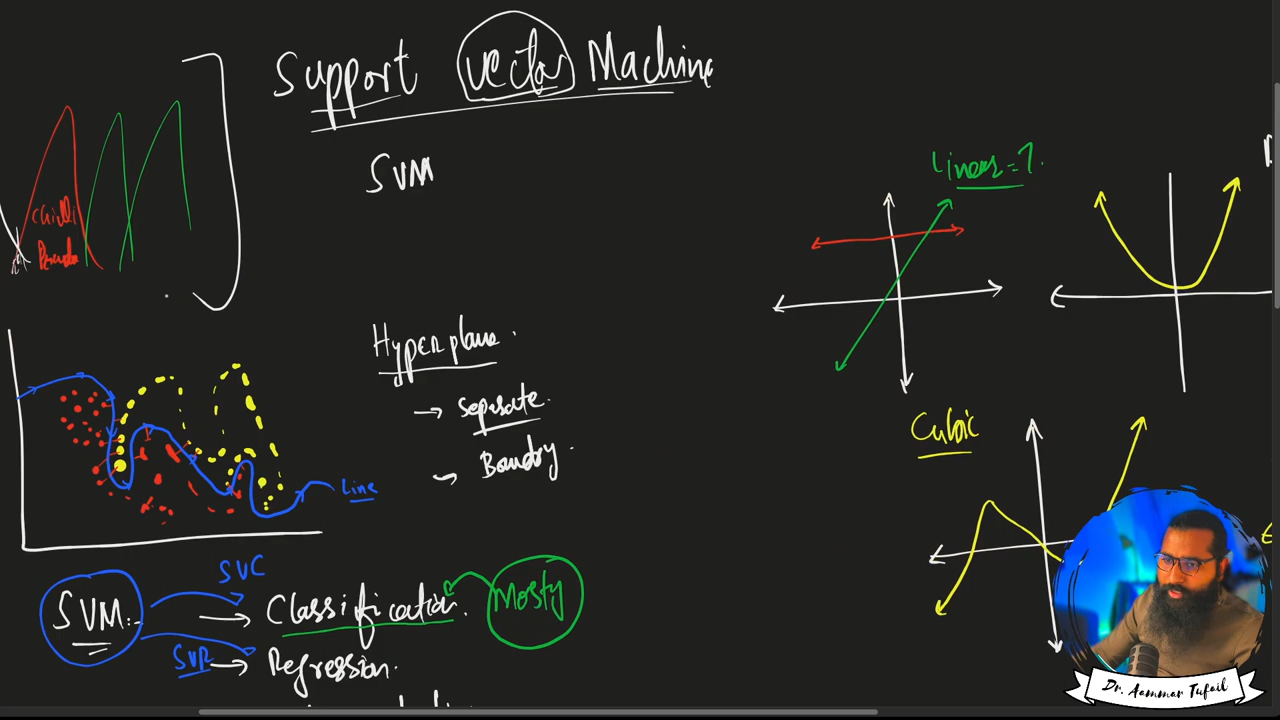 Support Vector Machine
SVM
Linear = ?
Chilli
Hyperplane.
→ Seperate.
→ Boundry.
Line
Cubic
SVM:-
SVC
→ Classification.
Mostly
SVR
→ Regression.
Dr. Aammar Tufail